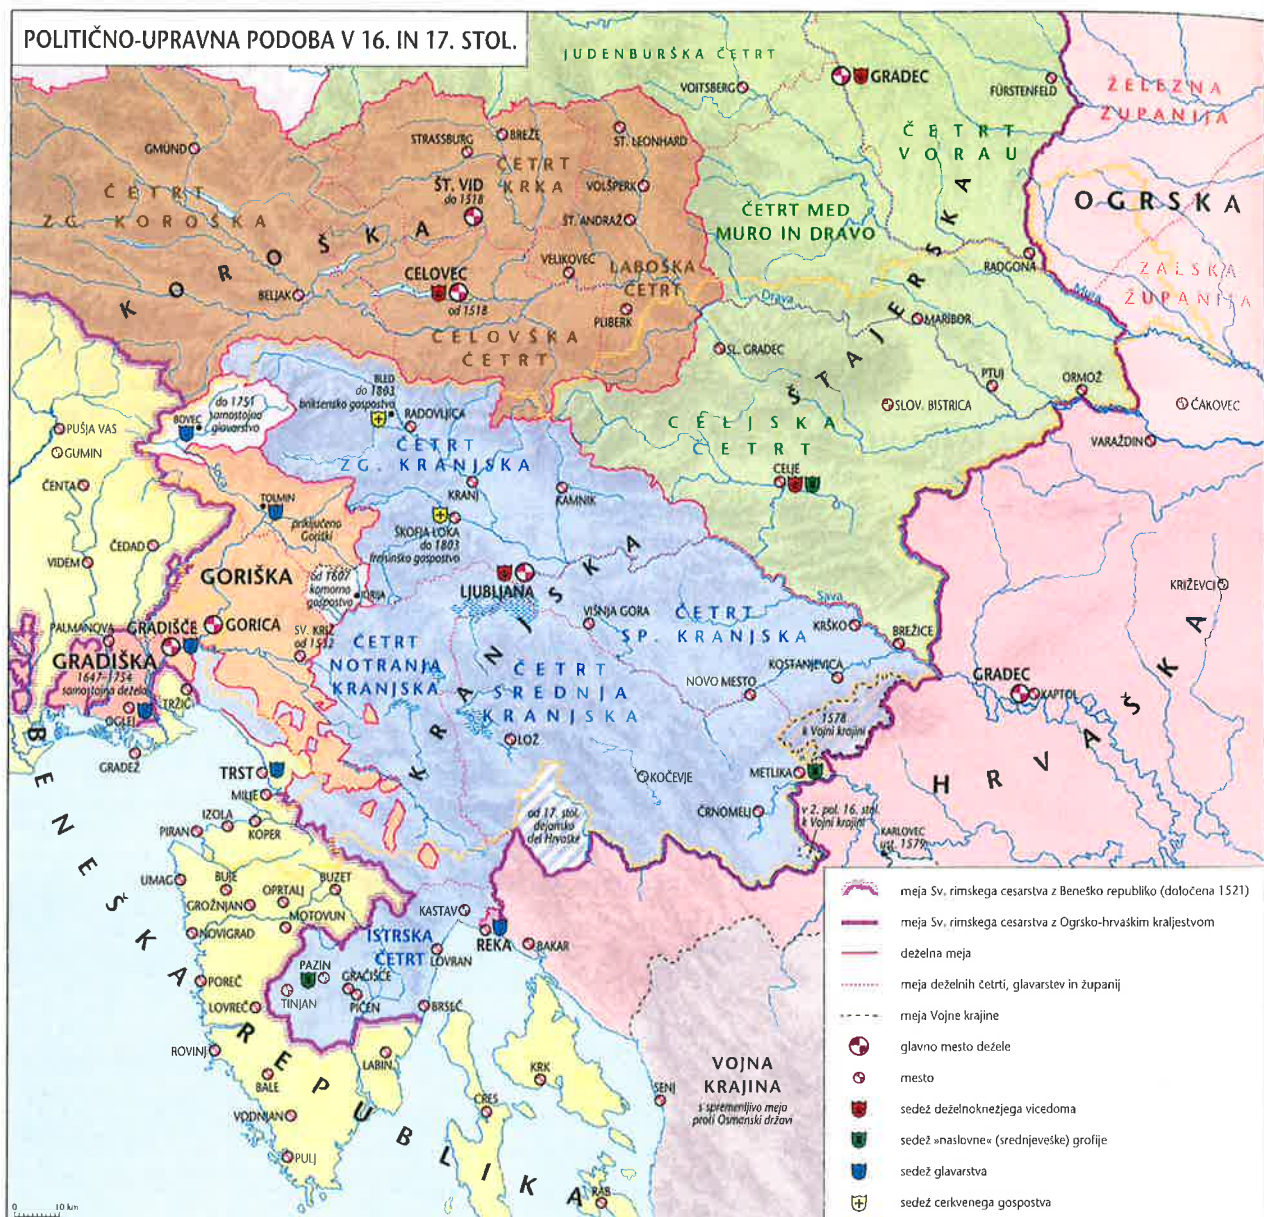 POLITIČNO-UPRAVNA PODOBA V 16. IN 17. STOL.
JUDENBURŠKA ČETRT
VOITSBERG
GRADEC
FÜRSTENFELD
ŽELEZNA
ŽUPANIJA
ČETRT
VORAU
OGRSKA
ZALSKA
ŽUPANIJA
GMÜND
STRASSBURG
BREŽE
ŠT. LEONHARD
ČETRT
KRKA
ČETRT
ZG. KOROŠKA
ŠT. VID
do 1518
VOLŠPERK
ŠT. ANDRAŽ
ČETRT MED
MURO IN DRAVO
KOROŠKA
CELOVEC
od 1518
VELIKOVEC
LABOŠKA
ČETRT
BELJAK
PLIBERK
CELOVŠKA
ČETRT
RADGONA
Drava
Mura
MARIBOR
ŠTAJERSKA
SL. GRADEC
PTUJ
ORMOŽ
SLOV. BISTRICA
ČAKOVEC
VARAŽDIN
CELJSKA
ČETRT
CELJE
do 1751
samostojno
glavarstvo
BOVEC
BLED
do 1803
briksensko gospostvo
RADOVLJICA
ČETRT
ZG. KRANJSKA
PUŠJA VAS
GUMIN
ČENTA
ČEDAD
VIDEM
Soča
TOLMIN
priključeno
Goriški
KRANJ
KAMNIK
ŠKOFJA LOKA
do 1803
freisinško gospostvo
GORIŠKA
od 1607
komorno
gospostvo
IDRIJA
LJUBLJANA
KRANJSKA
VIŠNJA GORA
ČETRT
SP. KRANJSKA
Sava
KRŠKO
BREŽICE
KRIŽEVCI
PALMANOVA
GRADIŠČE
GORICA
SV. KRIŽ
od 1532
GRADIŠKA
1647–1754
samostojna dežela
OGLEJ
TRŽIČ
GRADEŽ
ČETRT
NOTRANJA
KRANJSKA
ČETRT
SREDNJA
KRANJSKA
LOŽ
NOVO MESTO
KOSTANJEVICA
GRADEC
KAPTOL
1578
k Vojni krajini
HRVAŠKA
TRST
MILJE
KOČEVJE
METLIKA
ČRNOMELJ
v 2. pol. 16. stol.
k Vojni krajini
KARLOVEC
ust. 1579
od 17. stol.
dejansko
del Hrvaške
BENEŠKA
REPUBLIKA
IZOLA
PIRAN
KOPER
UMAG
BUJE
GROŽNJAN
OPRTALJ
BUZET
MOTOVUN
NOVIGRAD
KASTAV
ISTRSKA
ČETRT
REKA
BAKAR
LOVRAN
PAZIN
GRAČIŠČE
TINJAN
PIČEN
POREČ
LOVREČ
BRSEČ
ROVINJ
LABIN
BALE
VODNJAN
PULJ
CRES
KRK
SENJ
RAB
VOJNA
KRAJINA
s spremenljivo mejo
proti Osmanski državi
meja Sv. rimskega cesarstva z Beneško republiko (določena 1521)
meja Sv. rimskega cesarstva z Ogrsko-hrvaškim kraljestvom
deželna meja
meja deželnih četrti, glavarstev in županij
meja Vojne krajine
glavno mesto dežele
mesto
sedež deželnoknežjega vicedoma
sedež »naslovne« (srednjeveške) grofije
sedež glavarstva
sedež cerkvenega gospostva
0 10 km